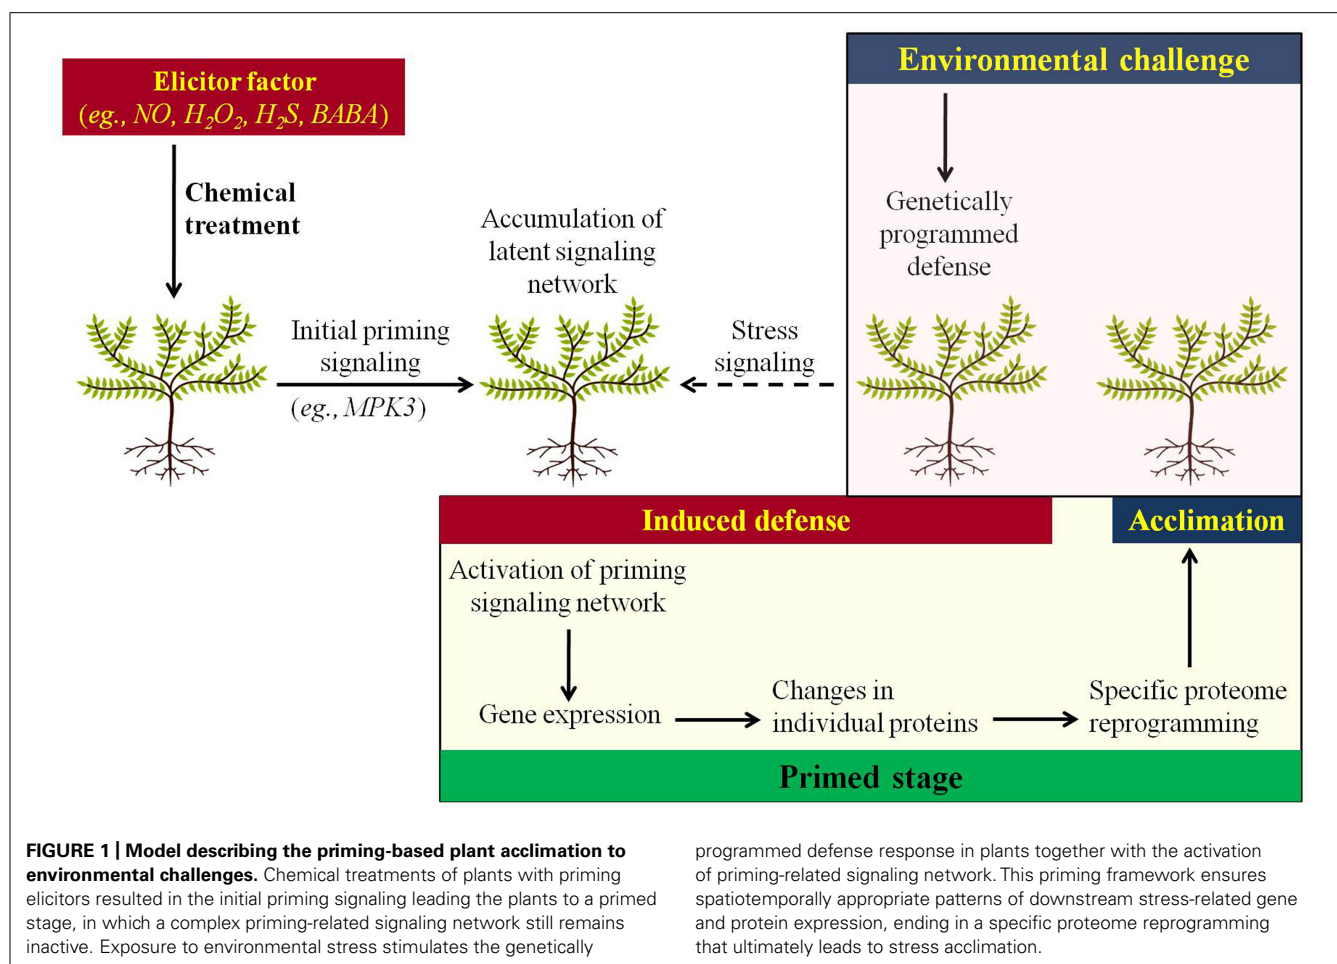 Elicitor factor
(eg., NO, H₂O₂, H₂S, BABA)
Chemical
treatment
Initial priming
signaling
(eg., MPK3)
Accumulation of
latent signaling
network
Stress
signaling
Environmental challenge
Genetically
programmed
defense
Induced defense
Acclimation
Activation of priming
signaling network
Gene expression
Changes in
individual proteins
Specific proteome
reprogramming
Primed stage
FIGURE 1 | Model describing the priming-based plant acclimation to
environmental challenges. Chemical treatments of plants with priming
elicitors resulted in the initial priming signaling leading the plants to a primed
stage, in which a complex priming-related signaling network still remains
inactive. Exposure to environmental stress stimulates the genetically
programmed defense response in plants together with the activation
of priming-related signaling network. This priming framework ensures
spatiotemporally appropriate patterns of downstream stress-related gene
and protein expression, ending in a specific proteome reprogramming
that ultimately leads to stress acclimation.